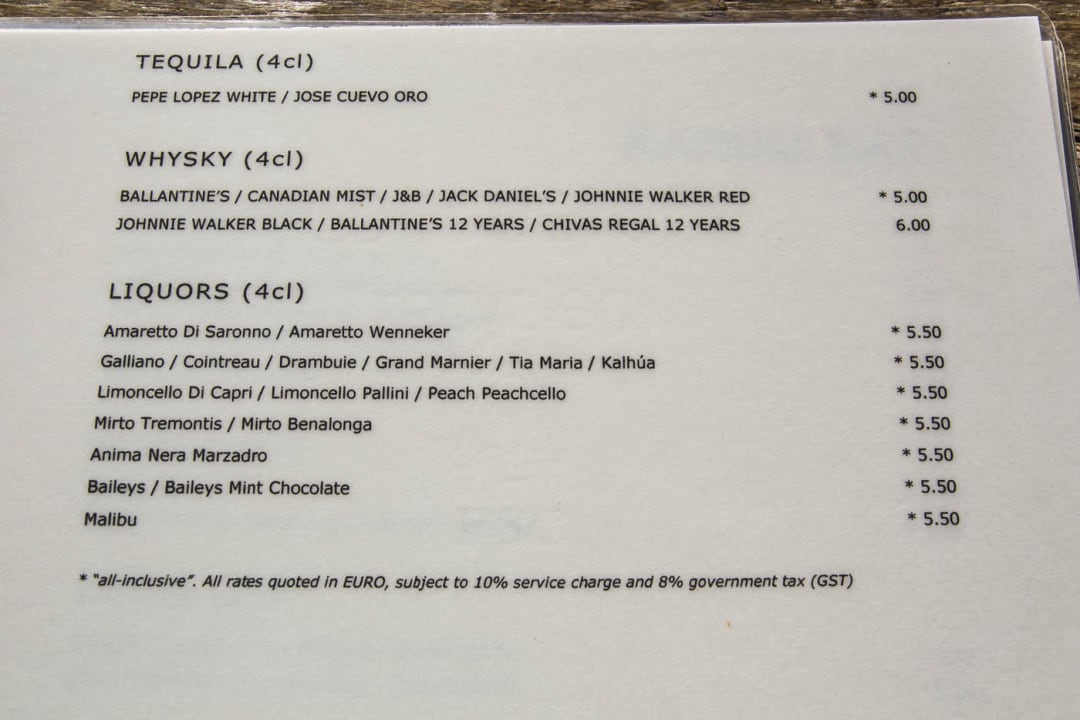 TEQUILA (4cl)
PEPE LOPEZ WHITE / JOSE CUEVO ORO * 5.00
WHYSKY (4cl)
BALLANTINE'S / CANADIAN MIST / J&B / JACK DANIEL'S / JOHNNIE WALKER RED * 5.00
JOHNNIE WALKER BLACK / BALLANTINE'S 12 YEARS / CHIVAS REGAL 12 YEARS 6.00
LIQUORS (4cl)
Amaretto Di Saronno / Amaretto Wenneker * 5.50
Galliano / Cointreau / Drambuie / Grand Marnier / Tia Maria / Kalhúa * 5.50
Limoncello Di Capri / Limoncello Pallini / Peach Peachcello * 5.50
Mirto Tremontis / Mirto Benalonga * 5.50
Anima Nera Marzadro * 5.50
Baileys / Baileys Mint Chocolate * 5.50
Malibu * 5.50
* "all-inclusive". All rates quoted in EURO, subject to 10% service charge and 8% government tax (GST)